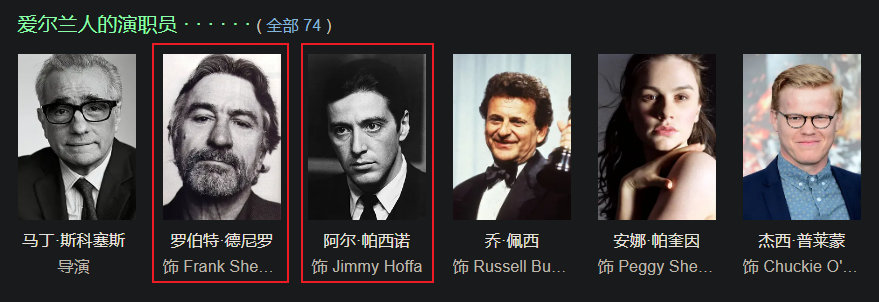 爱尔兰人的演职员 · · · · · · ( 全部 74 )
马丁·斯科塞斯
导演
罗伯特·德尼罗
饰 Frank She...
阿尔·帕西诺
饰 Jimmy Hoffa
乔·佩西
饰 Russell Bu...
安娜·帕奎因
饰 Peggy She...
杰西·普莱蒙
饰 Chuckie O'...